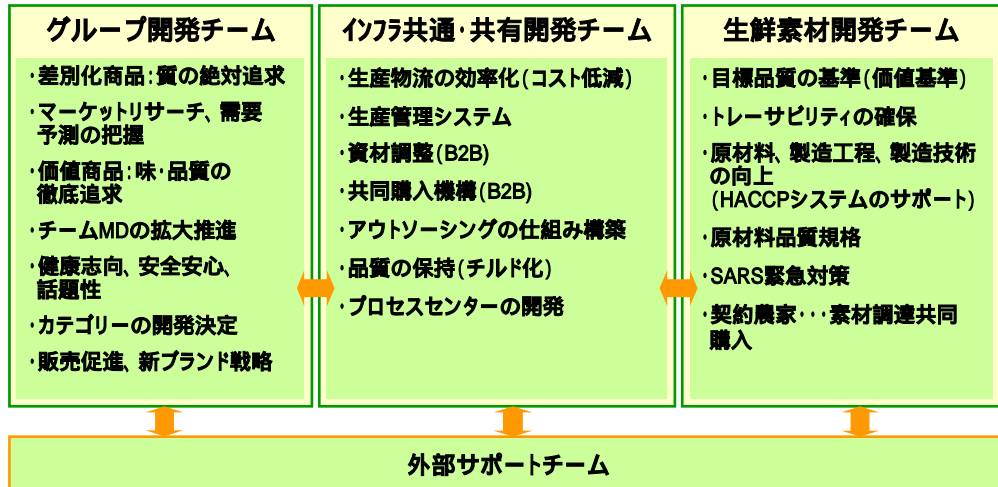 グループ開発チーム
・差別化商品：質の絶対追求
・マーケットリサーチ、需要
予測の把握
・価値商品：味・品質の
徹底追求
・チームMDの拡大推進
・健康志向、安全安心、
話題性
・カテゴリーの開発決定
・販売促進、新ブランド戦略
インフラ共通・共有開発チーム
・生産物流の効率化(コスト低減)
・生産管理システム
・資材調整(B2B)
・共同購入機構(B2B)
・アウトソーシングの仕組み構築
・品質の保持(チルド化)
・プロセスセンターの開発
生鮮素材開発チーム
・目標品質の基準(価値基準)
・トレーサビリティの確保
・原材料、製造工程、製造技術
の向上
(HACCPシステムのサポート)
・原材料品質規格
・SARS緊急対策
・契約農家・・・素材調達共同
購入
外部サポートチーム